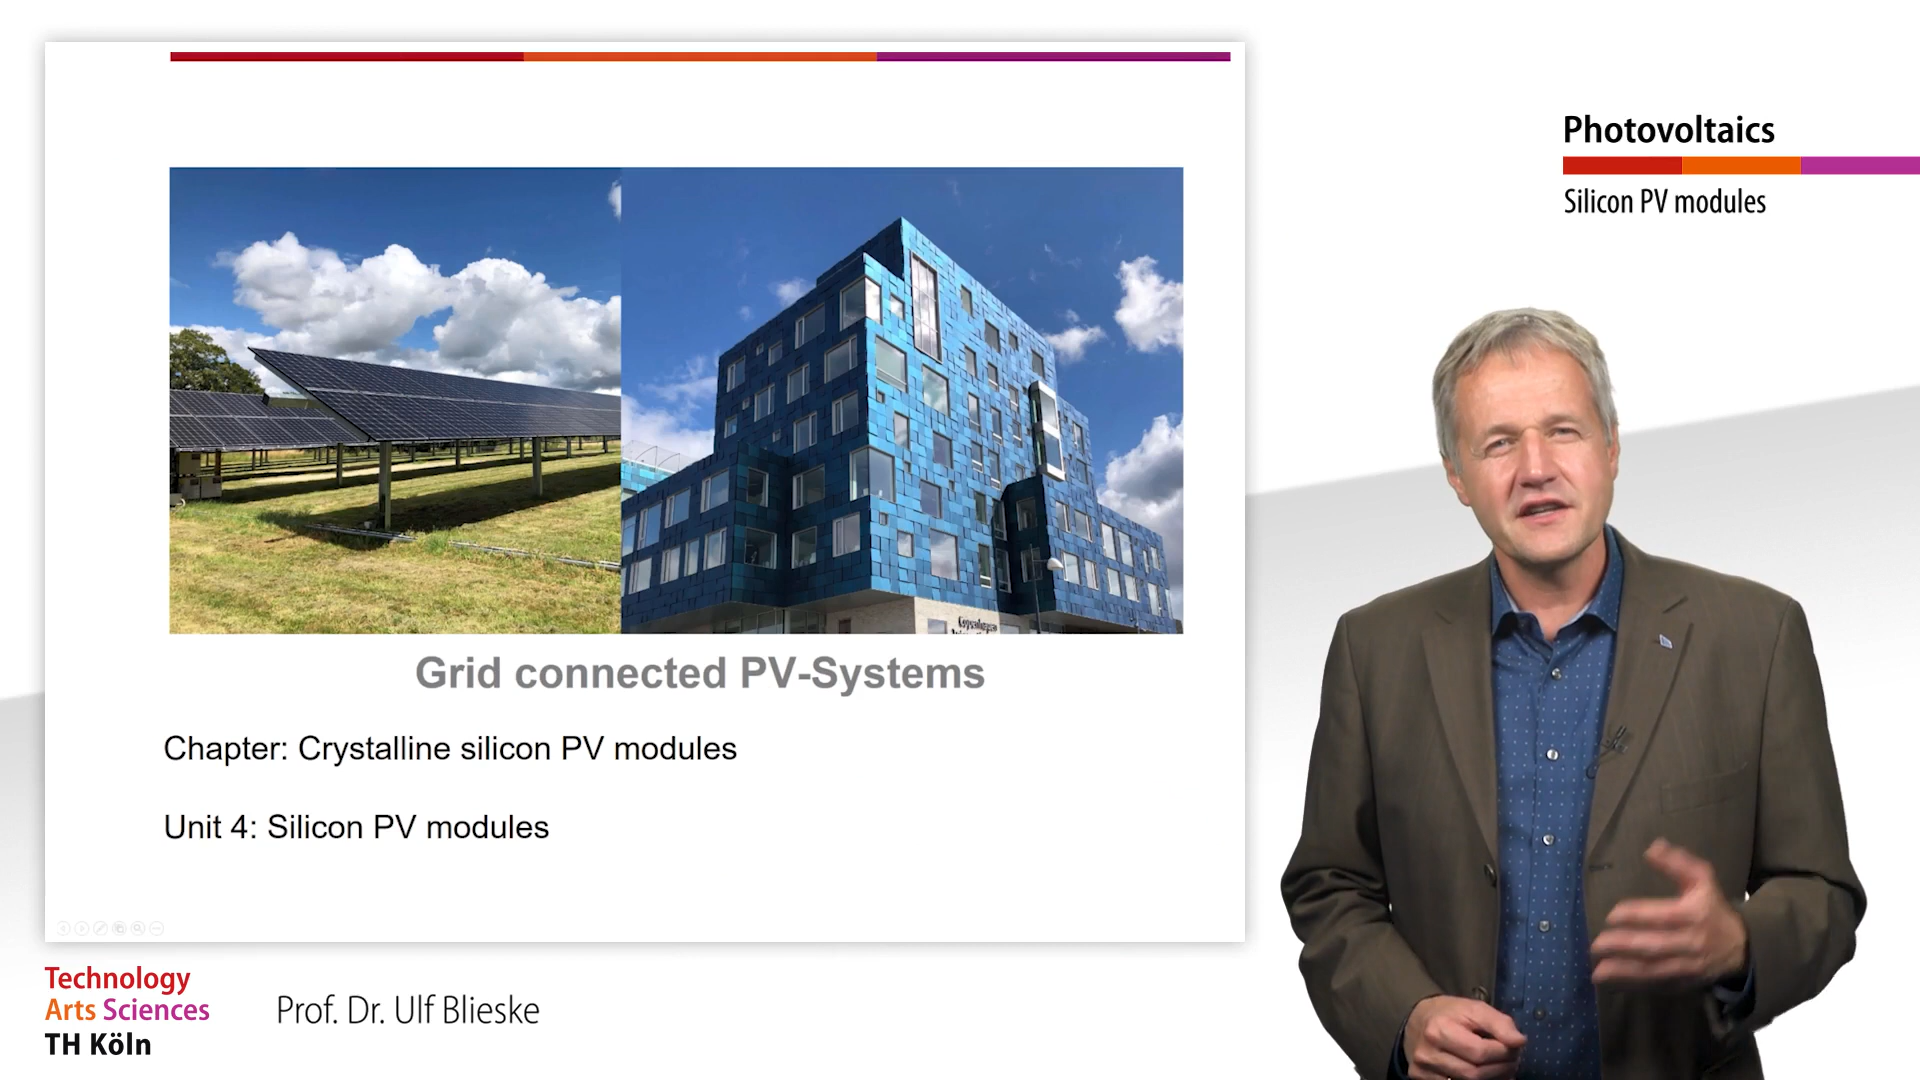 Photovoltaics
Silicon PV modules
Copenhagen
Grid connected PV-Systems
Chapter: Crystalline silicon PV modules
Unit 4: Silicon PV modules
Technology
Arts Sciences
TH Köln
Prof. Dr. Ulf Blieske